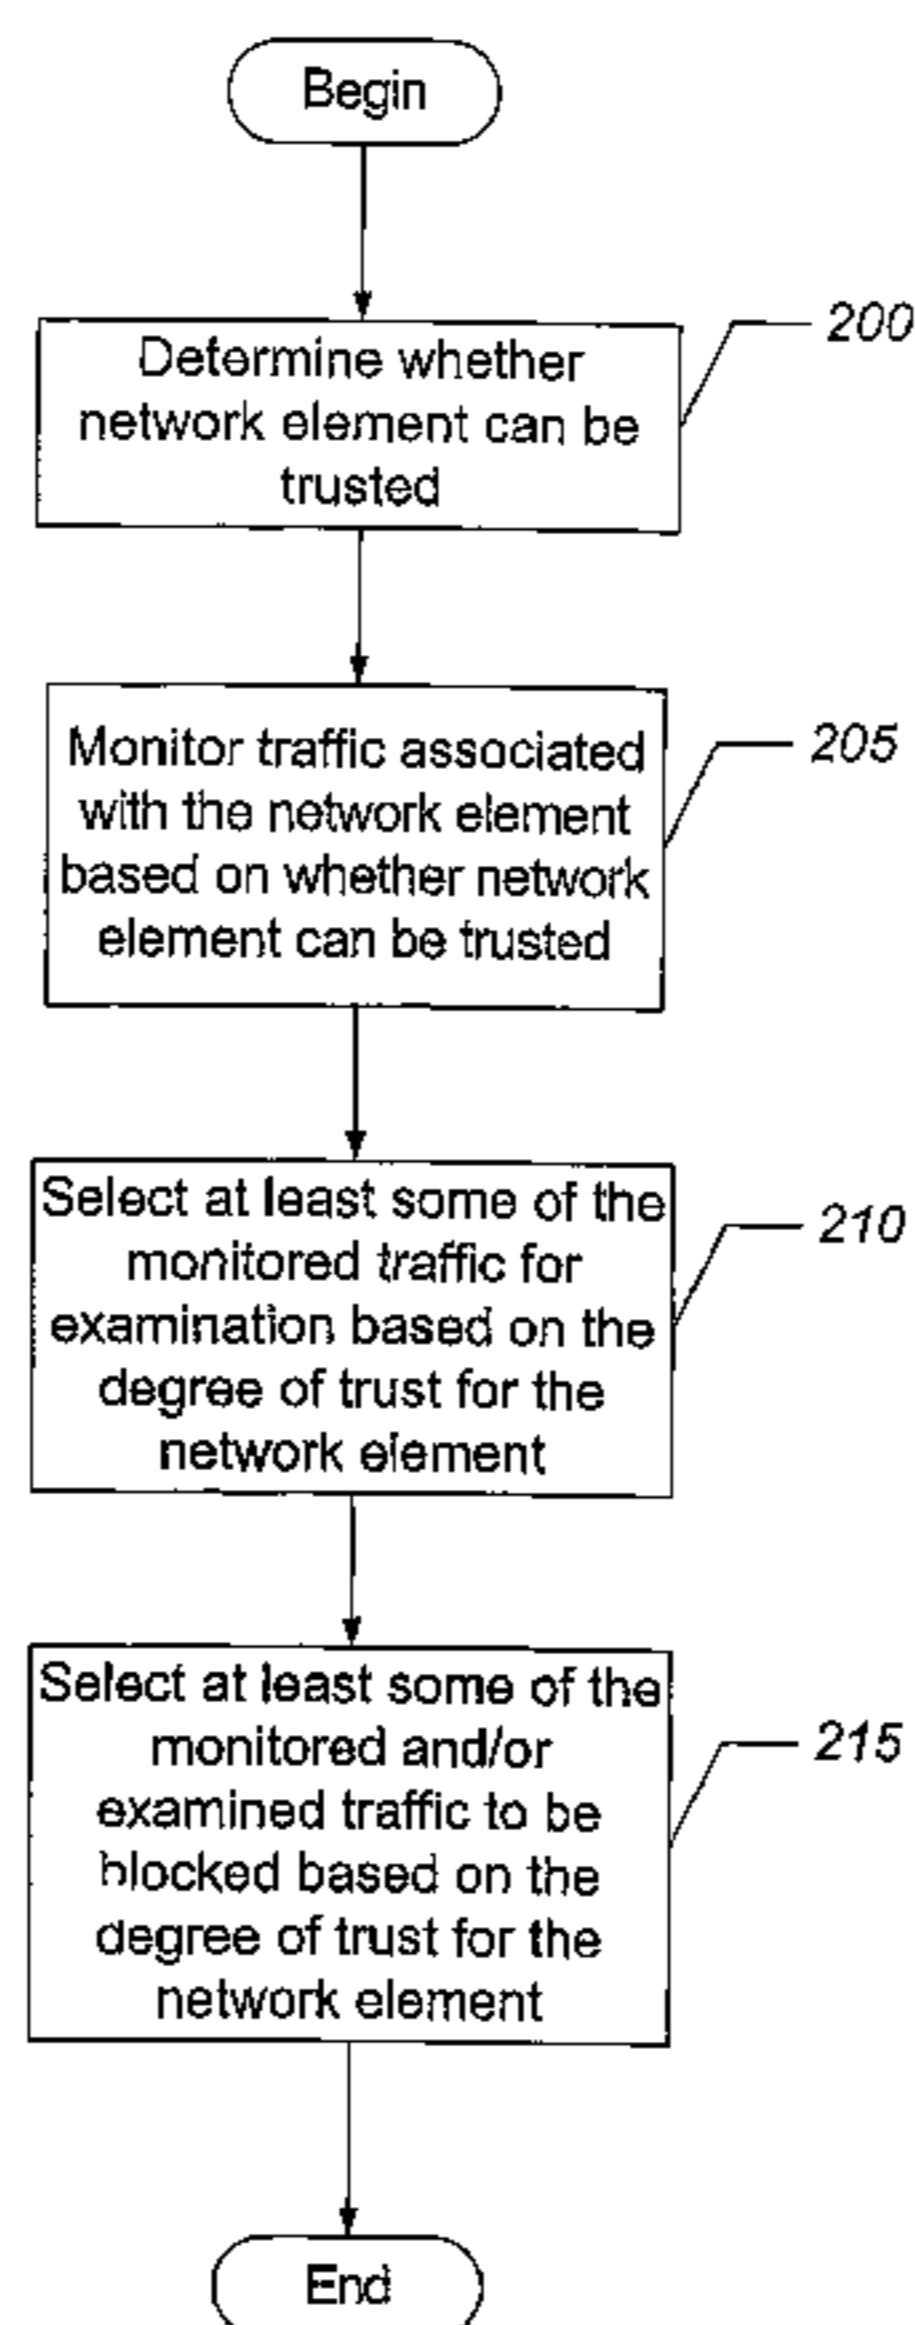 Begin
Determine whether
network element can be
trusted
200
Monitor traffic associated
with the network element
based on whether network
element can be trusted
205
Select at least some of the
monitored traffic for
examination based on the
degree of trust for the
network element
210
Select at least some of the
monitored and/or
examined traffic to be
blocked based on the
degree of trust for the
network element
215
End